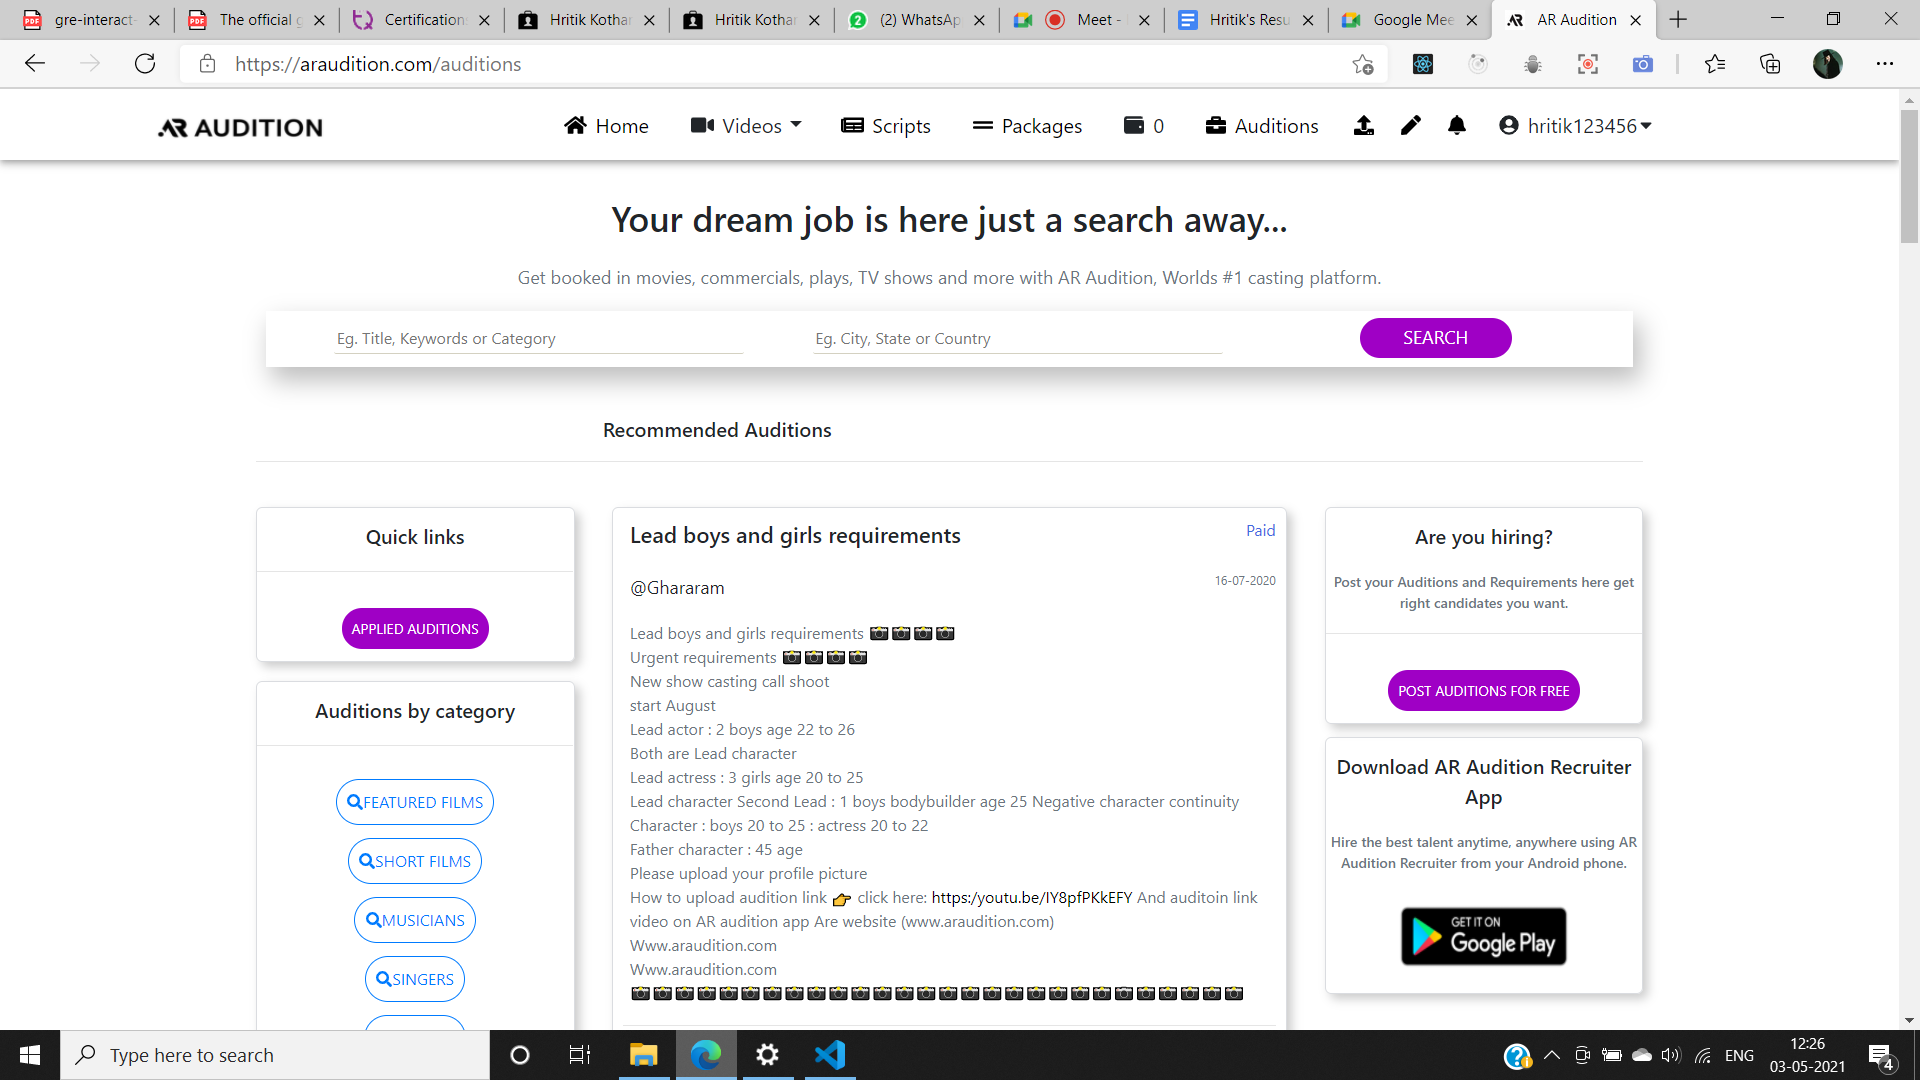 gre-interact-
The official g
Certification
Hritik Kothar
Hritik Kothar
(2) WhatsAp
Meet -
Hritik's Resu
Google Mee
AR Audition
https://araudition.com/auditions
AR AUDITION
Home
Videos
Scripts
Packages
0
Auditions
hritik123456
Your dream job is here just a search away...
Get booked in movies, commercials, plays, TV shows and more with AR Audition, Worlds #1 casting platform.
Eg. Title, Keywords or Category
Eg. City, State or Country
SEARCH
Recommended Auditions
Quick links
APPLIED AUDITIONS
Auditions by category
FEATURED FILMS
SHORT FILMS
MUSICIANS
SINGERS
Lead boys and girls requirements
Paid
@Ghararam
16-07-2020
Lead boys and girls requirements 📷📷📷📷
Urgent requirements 📷📷📷📷
New show casting call shoot
start August
Lead actor : 2 boys age 22 to 26
Both are Lead character
Lead actress : 3 girls age 20 to 25
Lead character Second Lead : 1 boys bodybuilder age 25 Negative character continuity
Character : boys 20 to 25 : actress 20 to 22
Father character : 45 age
Please upload your profile picture
How to upload audition link 👉 click here: https:/youtu.be/IY8pfPKkEFY And auditoin link
video on AR audition app Are website (www.araudition.com)
Www.araudition.com
Www.araudition.com
Are you hiring?
Post your Auditions and Requirements here get
right candidates you want.
POST AUDITIONS FOR FREE
Download AR Audition Recruiter
App
Hire the best talent anytime, anywhere using AR
Audition Recruiter from your Android phone.
GET IT ON
Google Play
Type here to search
ENG
12:26
03-05-2021
4